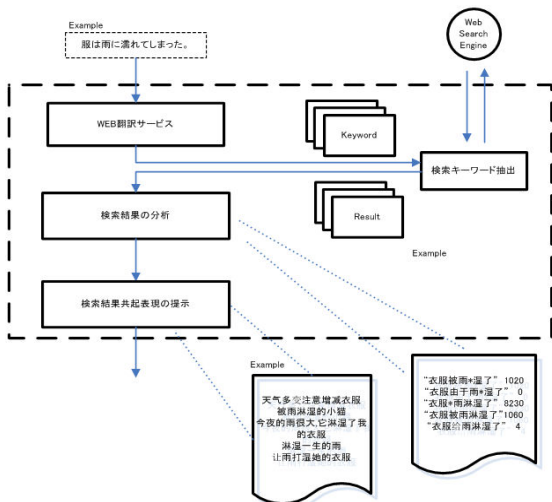 Example
服は雨に濡れてしまった。
Web
Search
Engine
WEB翻訳サービス
Keyword
検索キーワード抽出
検索結果の分析
Result
Example
検索結果共起表現の提示
Example
天气多变注意增减衣服
被雨淋湿的小猫
今夜的雨很大,它淋湿了我
的衣服
淋湿一生的雨
让雨打湿她的衣服
“衣服被雨*湿了” 1020
“衣服由于雨*湿了” 0
“衣服*雨淋湿了” 8230
“衣服被雨淋湿了”1060
“衣服给雨淋湿了” 4